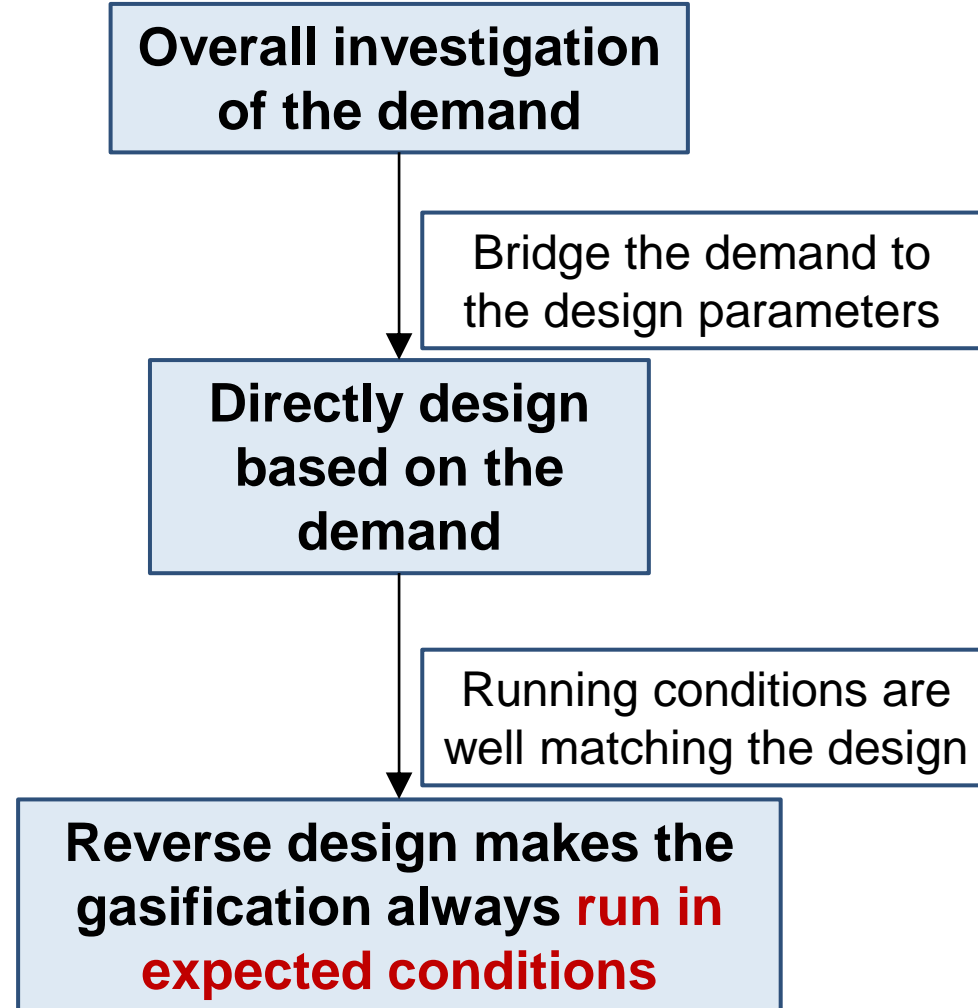 Overall investigation
of the demand
Bridge the demand to
the design parameters
Directly design
based on the
demand
Running conditions are
well matching the design
Reverse design makes the
gasification always run in
expected conditions